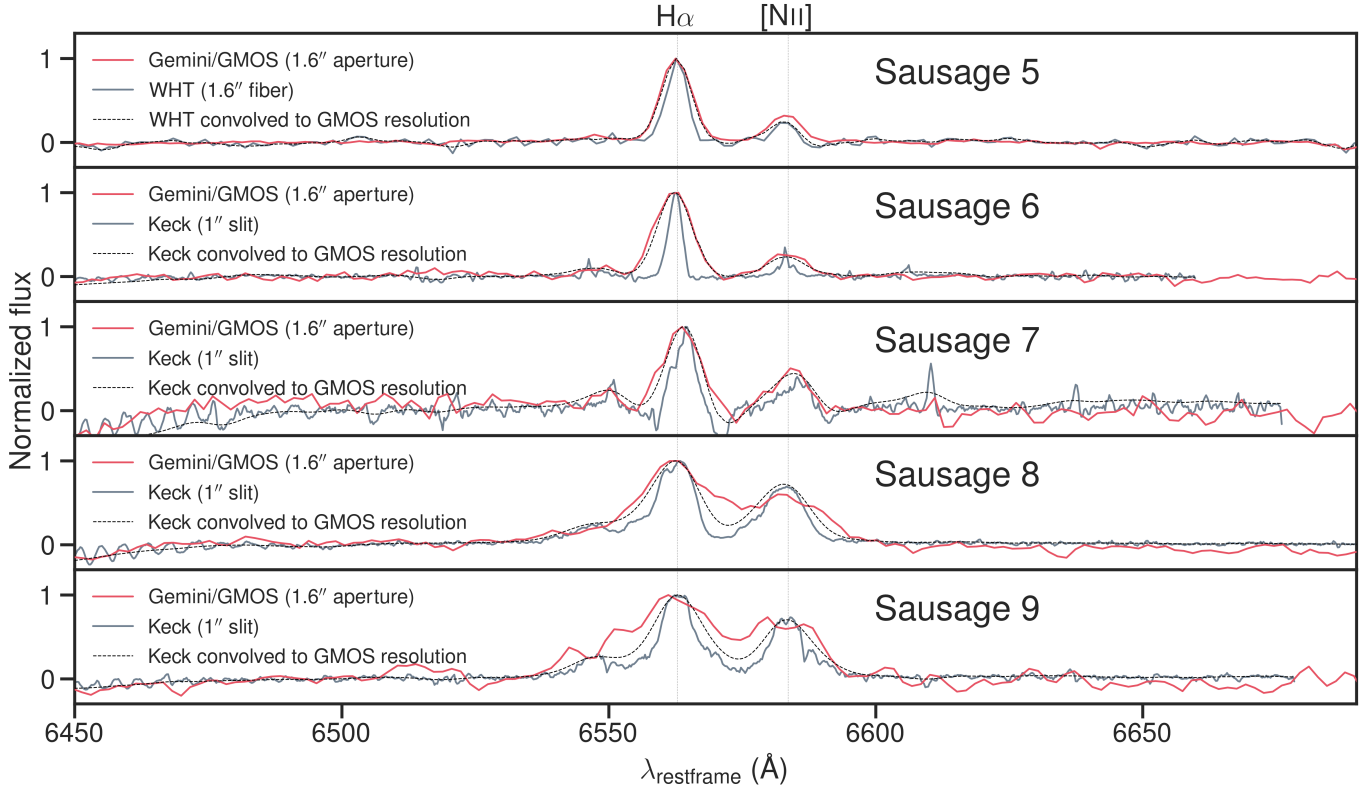 Hα [NII]
Normalized flux
1
0
Gemini/GMOS (1.6″ aperture)
WHT (1.6″ fiber)
WHT convolved to GMOS resolution
Sausage 5
1
0
Gemini/GMOS (1.6″ aperture)
Keck (1″ slit)
Keck convolved to GMOS resolution
Sausage 6
1
0
Gemini/GMOS (1.6″ aperture)
Keck (1″ slit)
Keck convolved to GMOS resolution
Sausage 7
1
0
Gemini/GMOS (1.6″ aperture)
Keck (1″ slit)
Keck convolved to GMOS resolution
Sausage 8
1
0
Gemini/GMOS (1.6″ aperture)
Keck (1″ slit)
Keck convolved to GMOS resolution
Sausage 9
6450 6500 6550 6600 6650
λrestframe (Å)